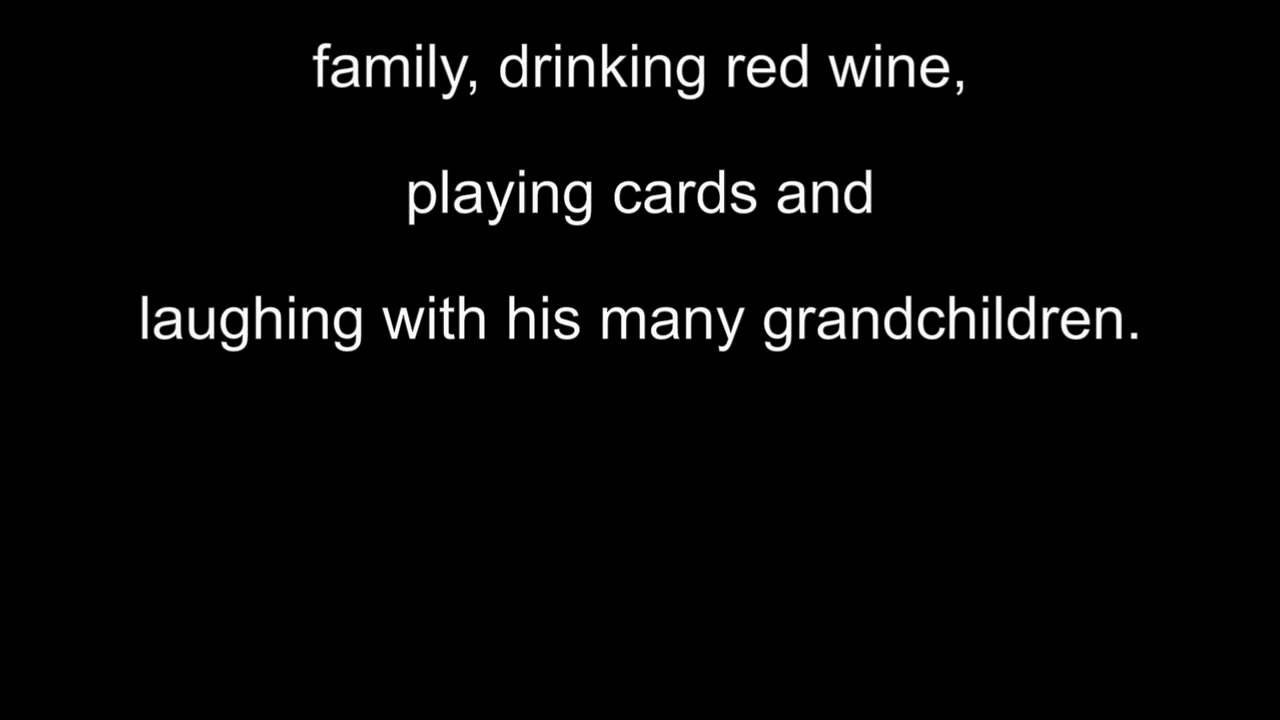 family, drinking red wine,
playing cards and
laughing with his many grandchildren.